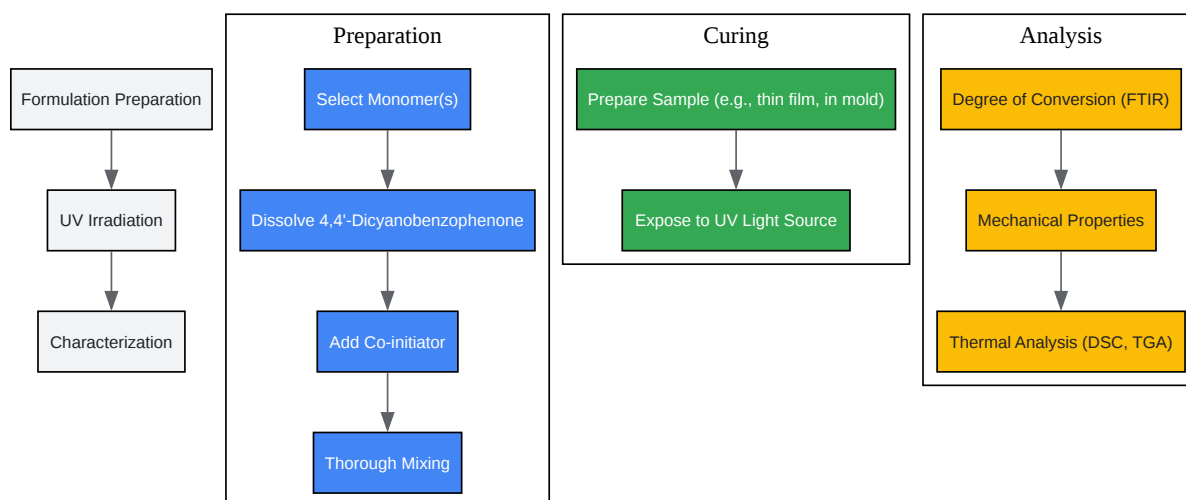 Formulation Preparation
UV Irradiation
Characterization
Preparation
Select Monomer(s)
Dissolve 4,4'-Dicyanobenzophenone
Add Co-initiator
Thorough Mixing
Curing
Prepare Sample (e.g., thin film, in mold)
Expose to UV Light Source
Analysis
Degree of Conversion (FTIR)
Mechanical Properties
Thermal Analysis (DSC, TGA)